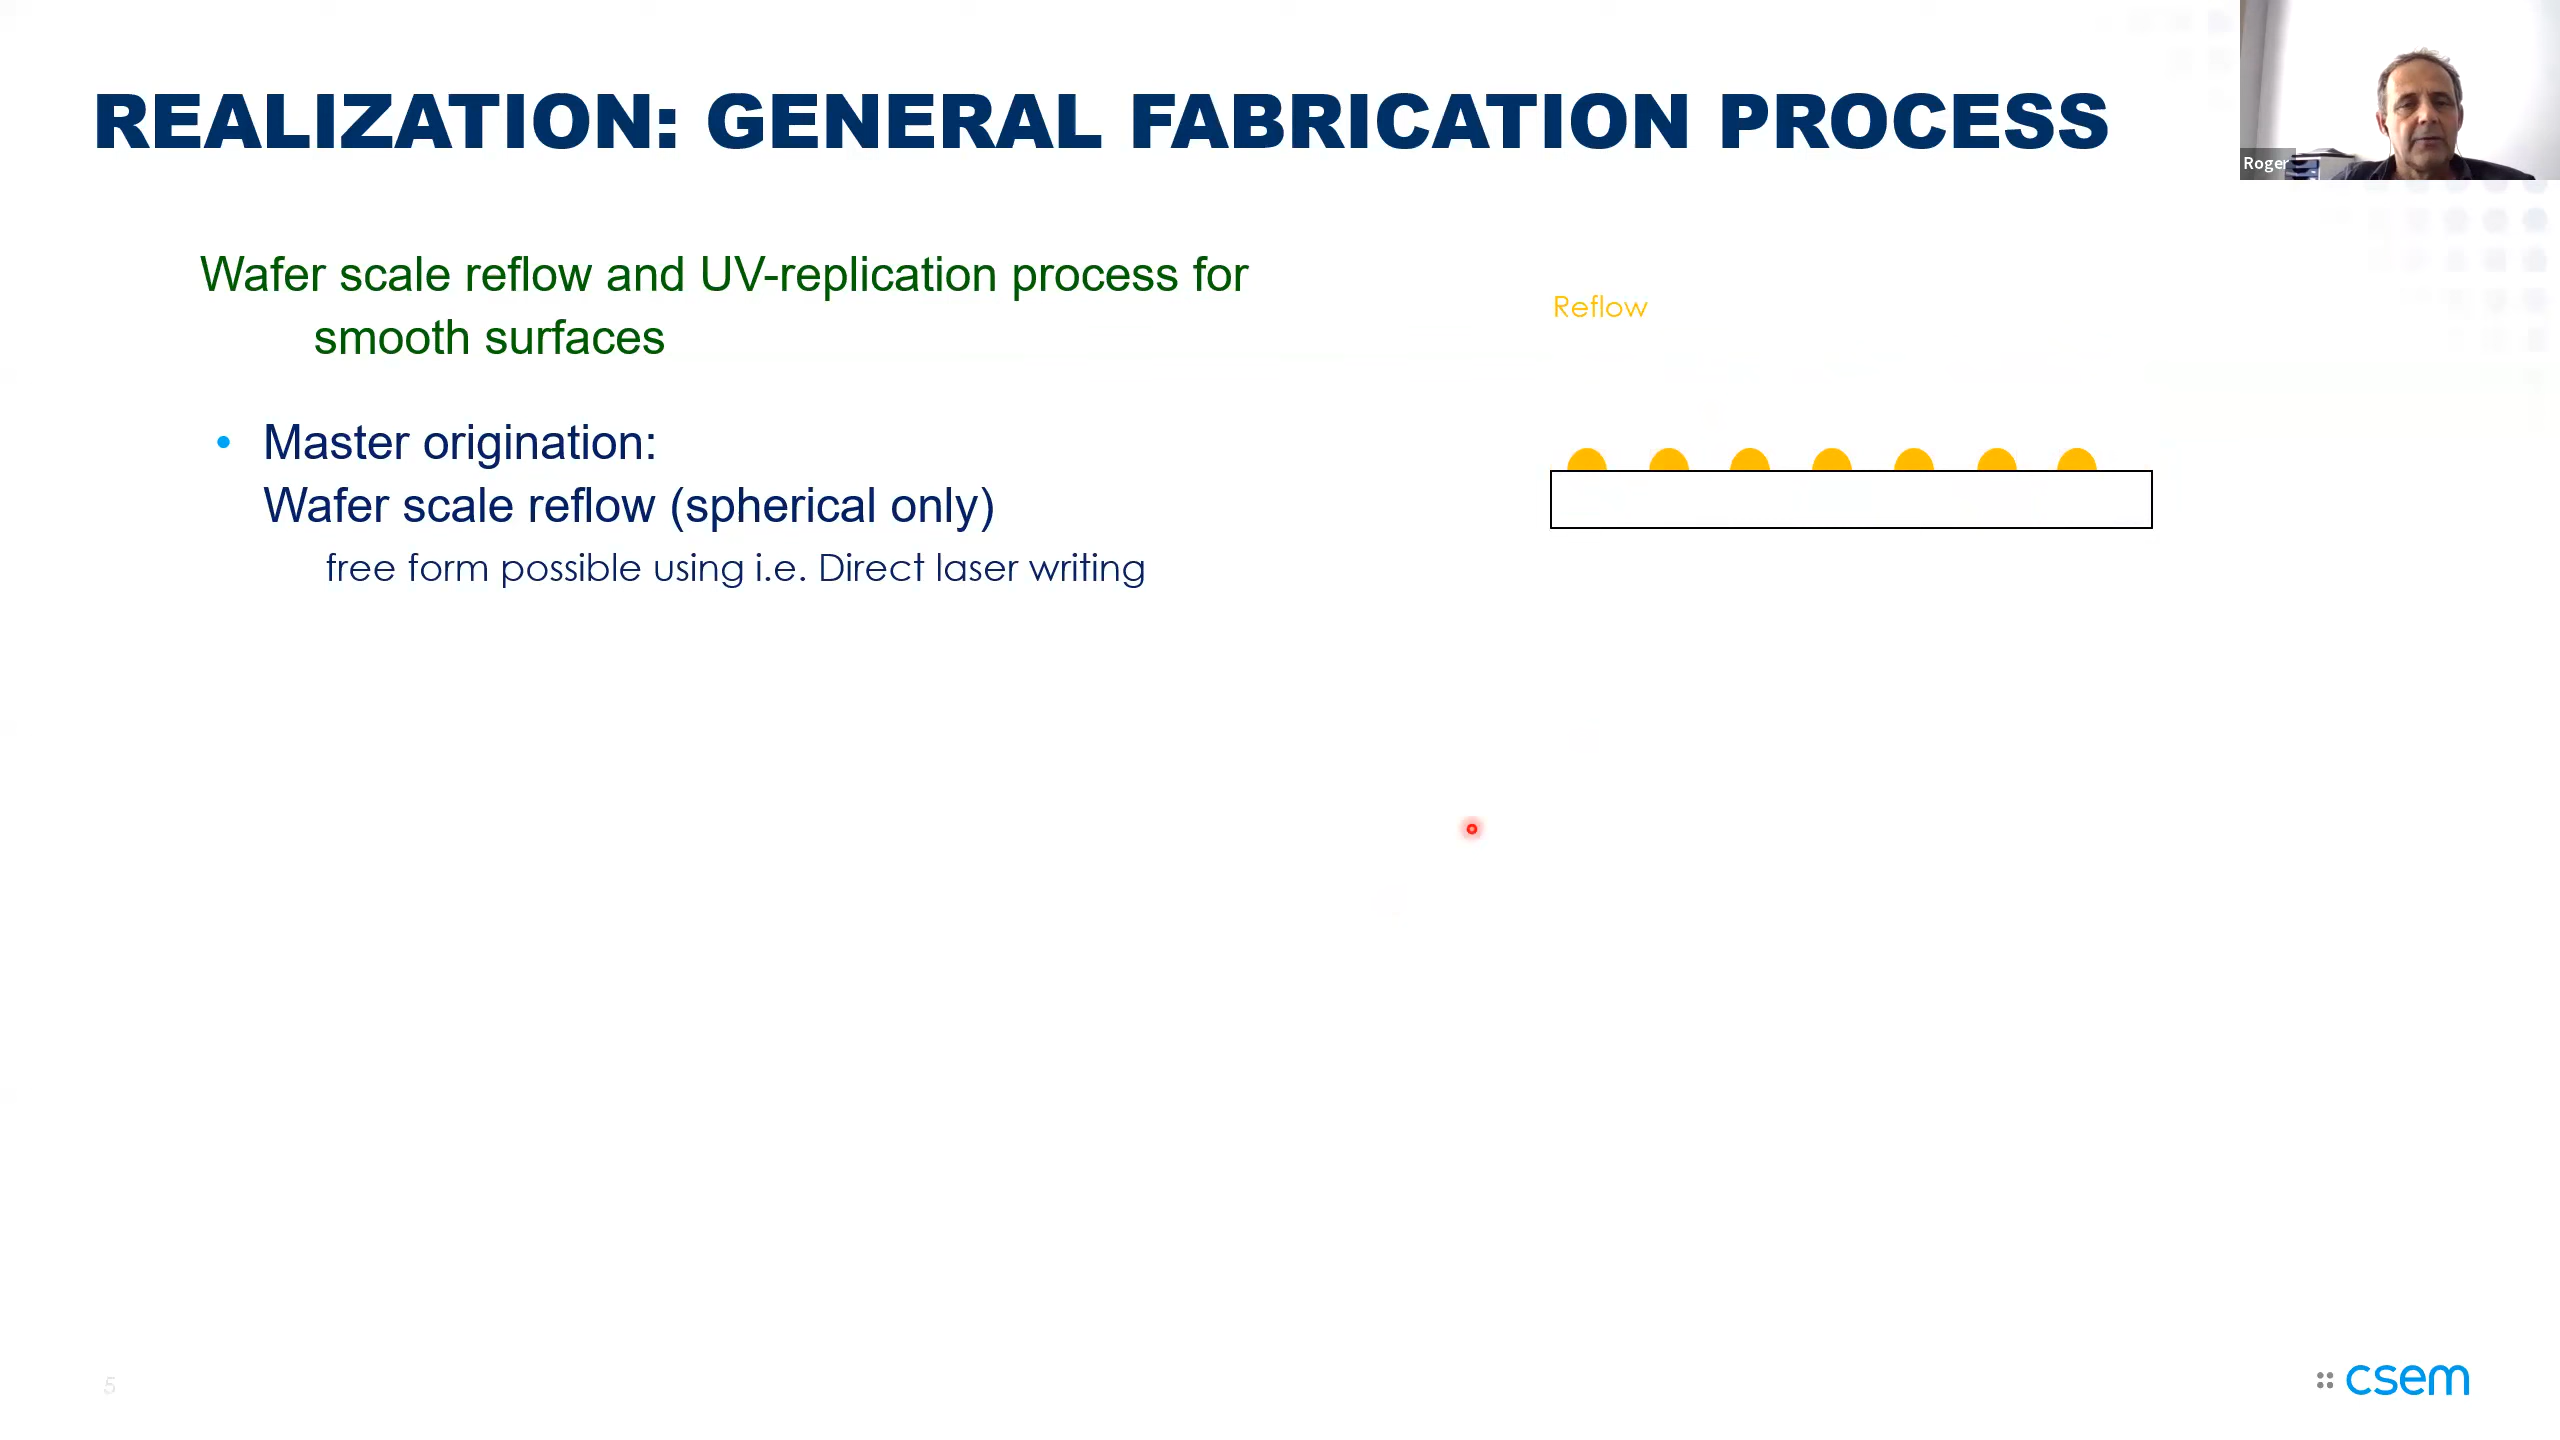 REALIZATION: GENERAL FABRICATION PROCESS
Roger
Wafer scale reflow and UV-replication process for
smooth surfaces
Reflow
• Master origination:
Wafer scale reflow (spherical only)
free form possible using i.e. Direct laser writing
5
csem